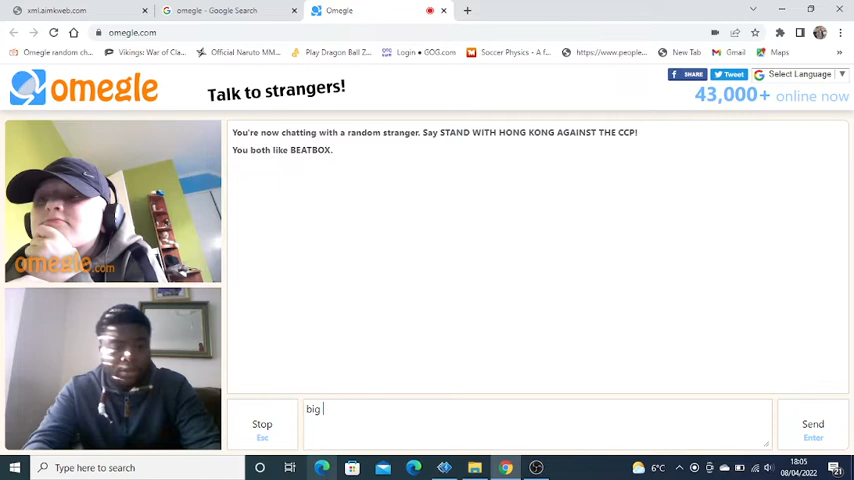 xml.aimkweb.com
omegle - Google Search
Omegle
omegle.com
Omegle random ch...
Vikings: War of Cla...
Official Naruto MM...
Play Dragon Ball Z...
Login • GOG.com
Soccer Physics - A f...
https://www.people...
New Tab
Gmail
Maps
omegle
Talk to strangers!
SHARE
Tweet
Select Language
43,000+ online now
You're now chatting with a random stranger. Say STAND WITH HONG KONG AGAINST THE CCP!
You both like BEATBOX.
omegle.com
big
Stop
Esc
Send
Enter
Type here to search
6°C
18:05
08/04/2022
21